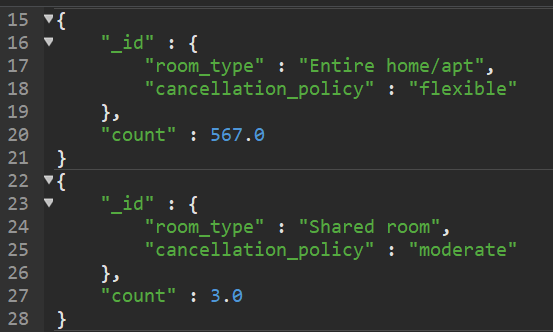 15 {
16 "_id" : {
17 "room_type" : "Entire home/apt",
18 "cancellation_policy" : "flexible"
19 },
20 "count" : 567.0
21 }
22 {
23 "_id" : {
24 "room_type" : "Shared room",
25 "cancellation_policy" : "moderate"
26 },
27 "count" : 3.0
28 }